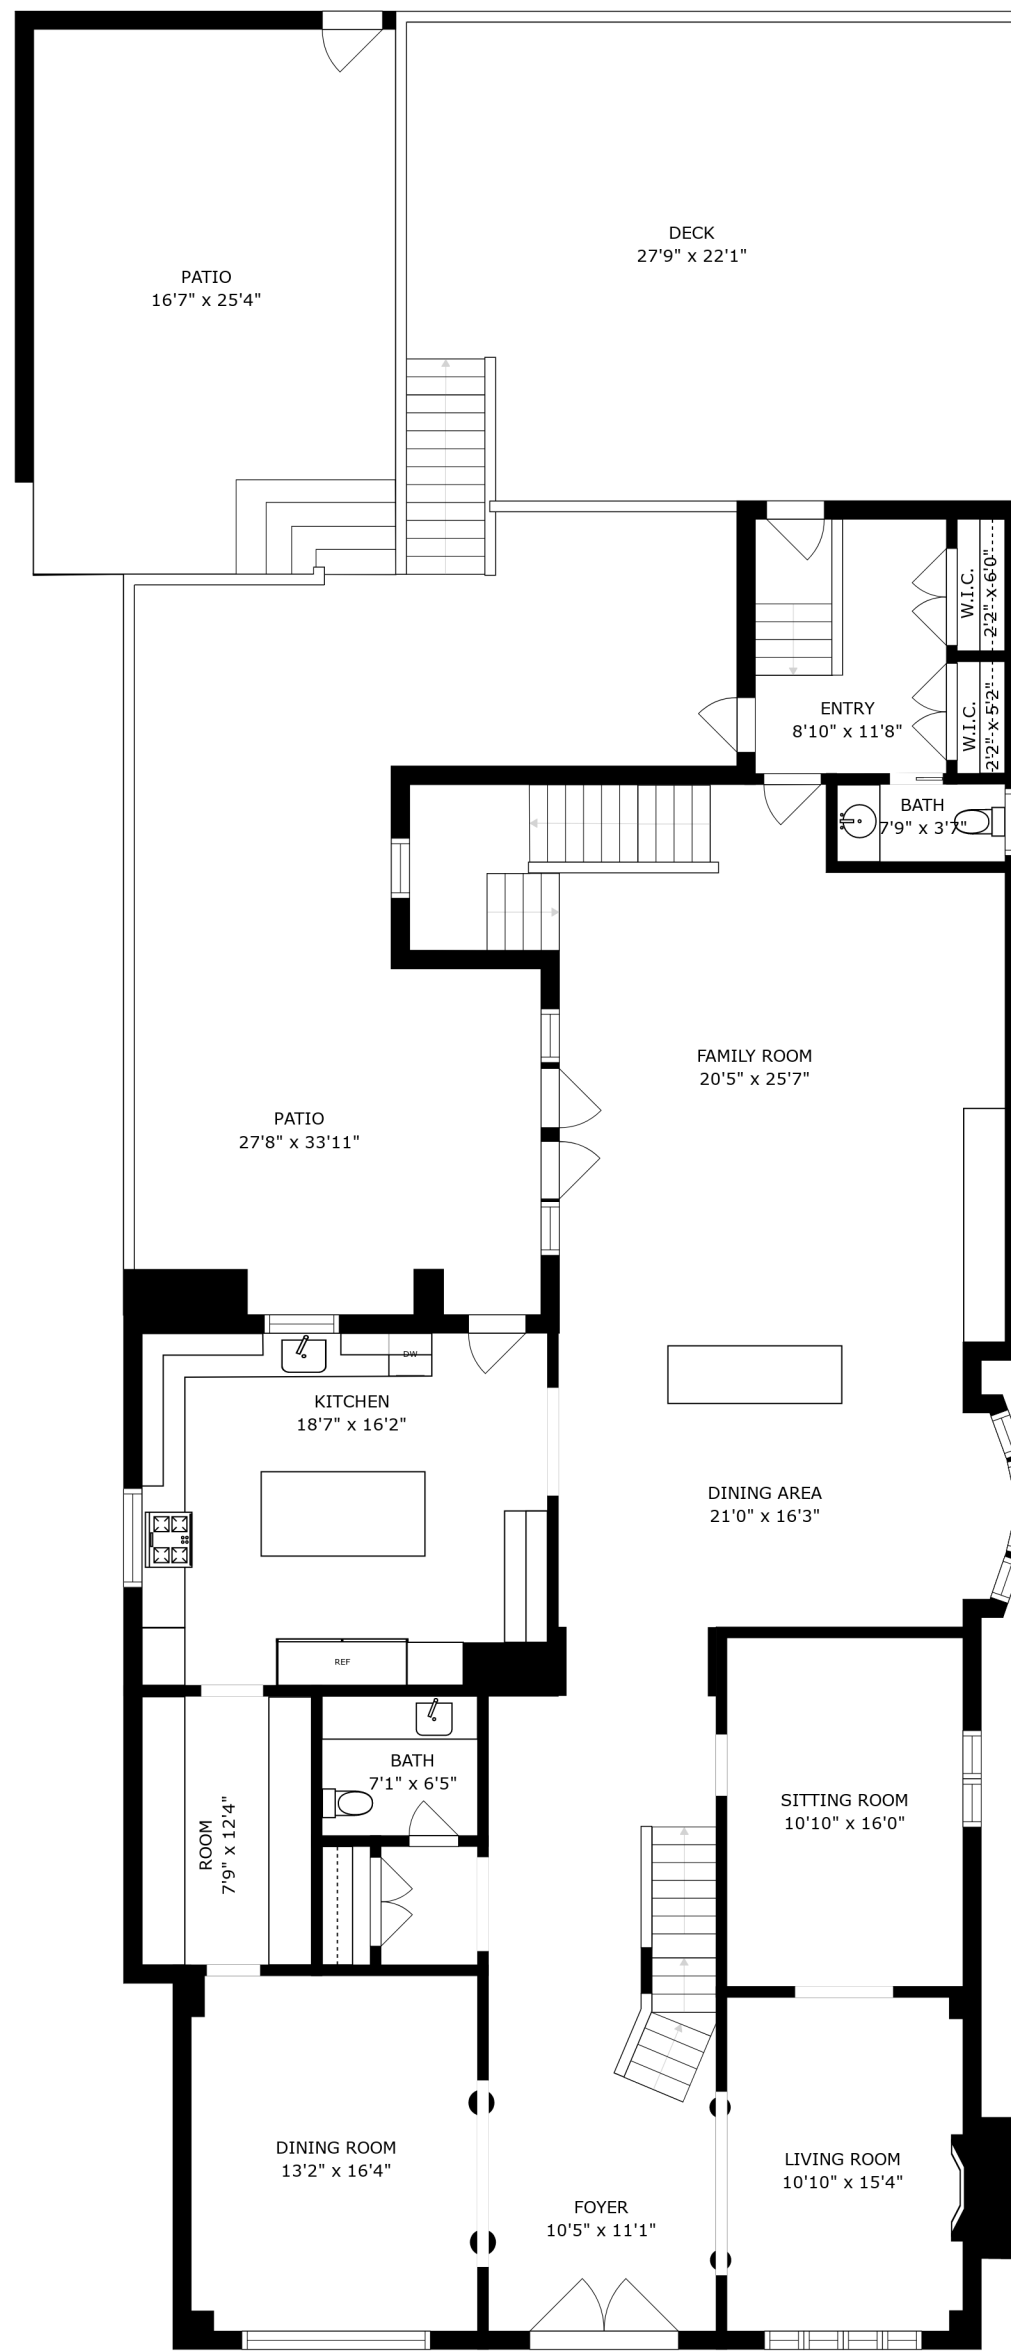 DECK
27'9" x 22'1"
PATIO
16'7" x 25'4"
W.I.C.
2'2" x 6'0"
ENTRY
8'10" x 11'8"
W.I.C.
2'2" x 5'2"
BATH
7'9" x 3'7"
FAMILY ROOM
20'5" x 25'7"
PATIO
27'8" x 33'11"
DW
KITCHEN
18'7" x 16'2"
DINING AREA
21'0" x 16'3"
REF
BATH
7'1" x 6'5"
SITTING ROOM
10'10" x 16'0"
ROOM
7'9" x 12'4"
DINING ROOM
13'2" x 16'4"
LIVING ROOM
10'10" x 15'4"
FOYER
10'5" x 11'1"